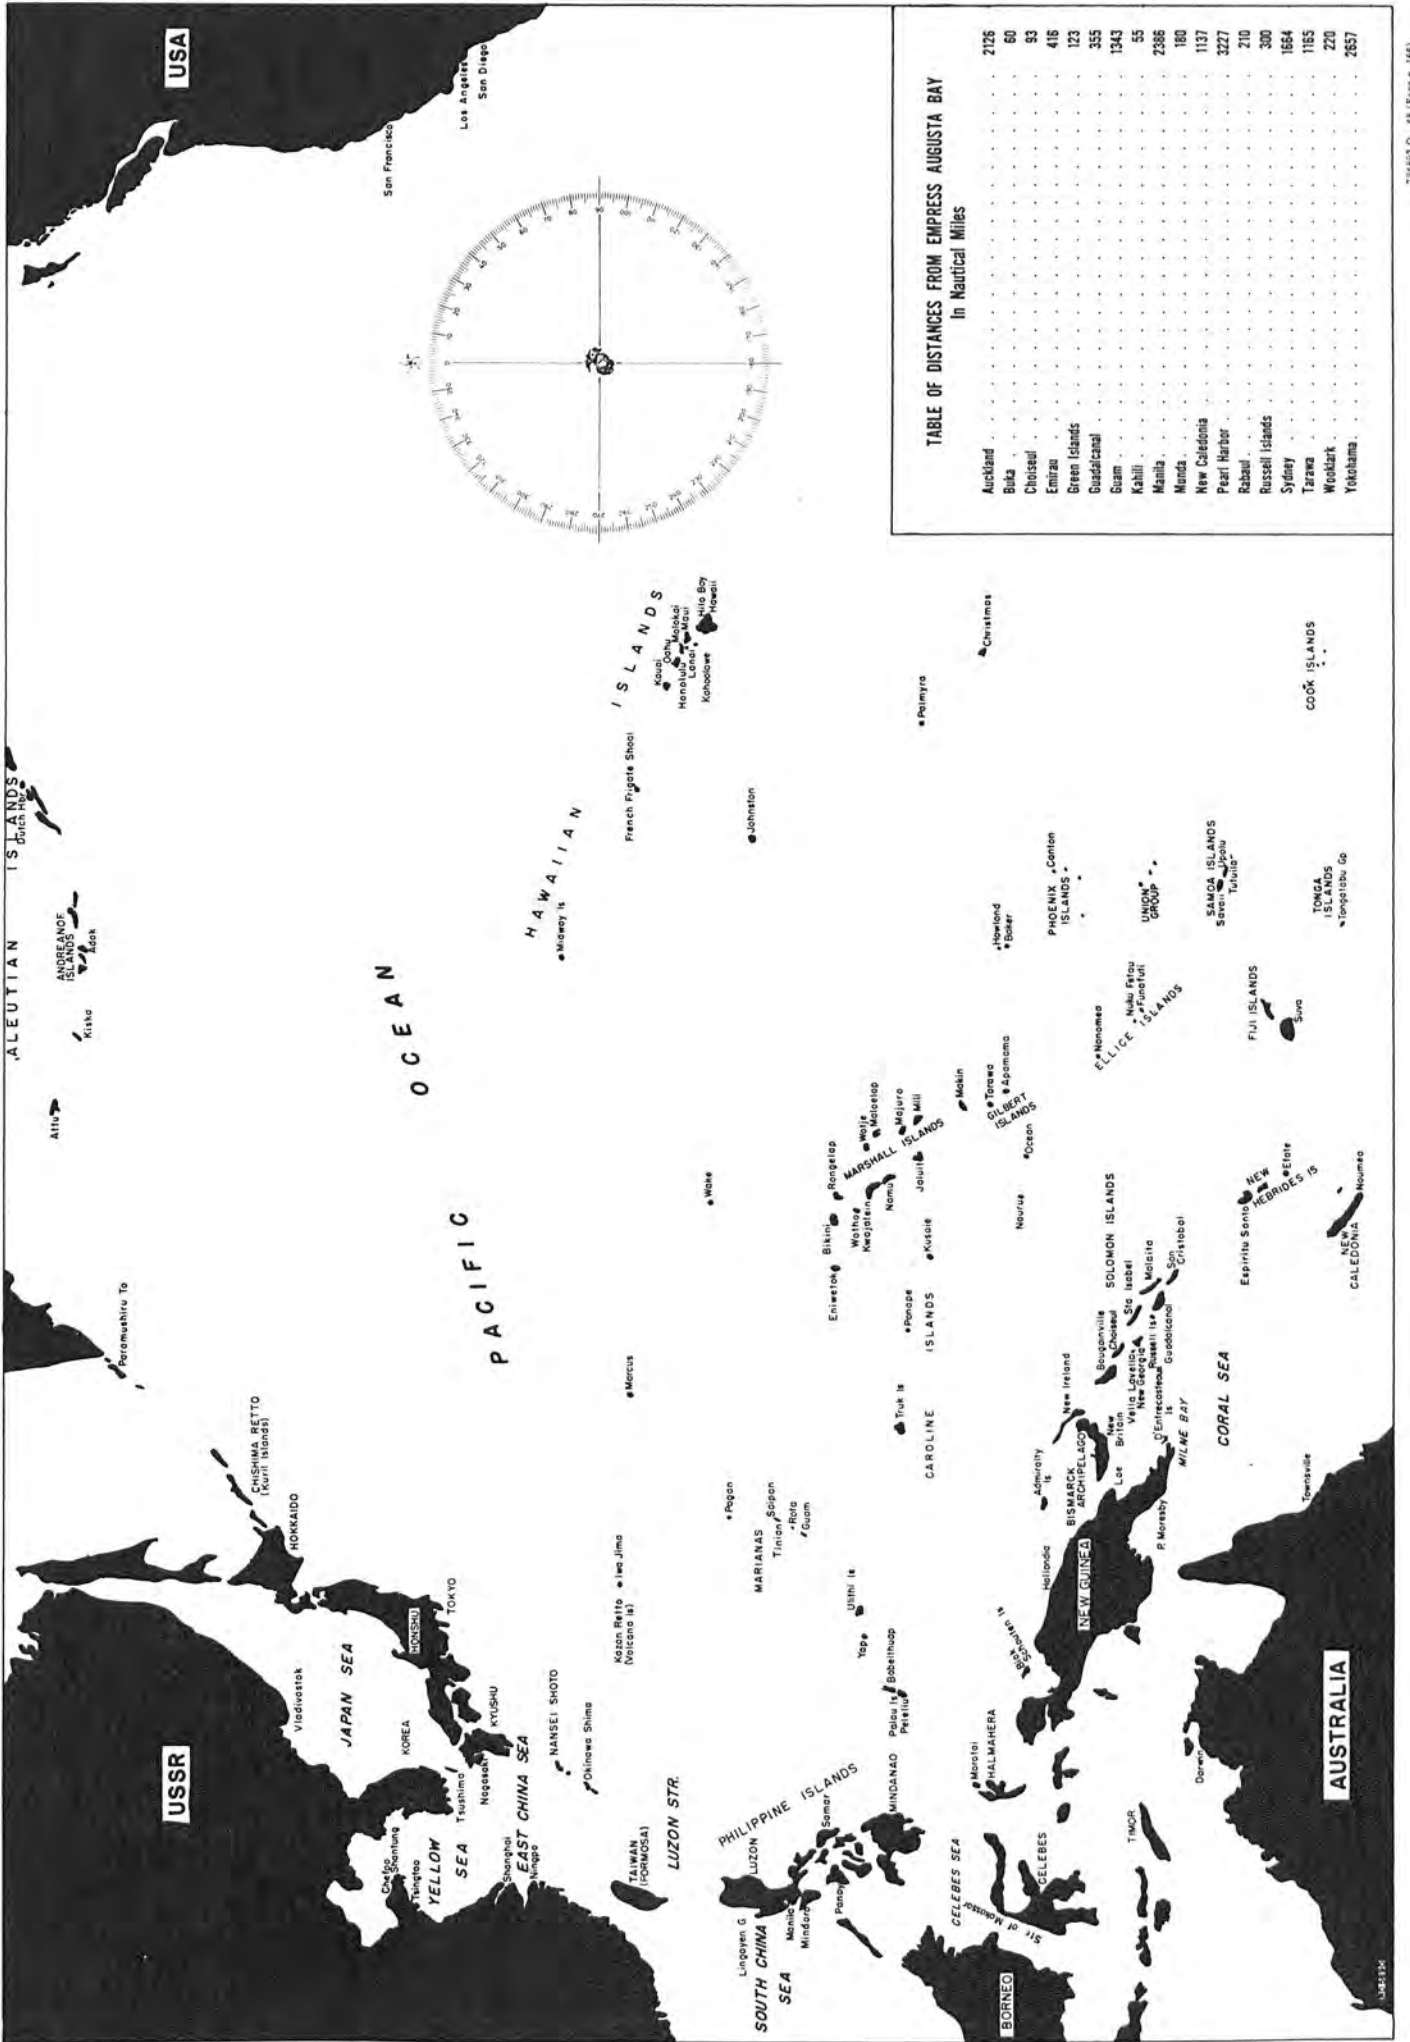 ALEUTIAN ISLANDS
Dutch Hbr
ANDREANOF
ISLANDS
Adak
Kiska
Attu
USA
San Francisco
Los Angeles
San Diego
Paramushiru To
CHISHIMA RETTO
(Kuril Islands)
HOKKAIDO
USSR
Vladivostok
JAPAN SEA
HONSHU
TOKYO
KOREA
Chefoo
Shantung
Tsingtao
YELLOW
SEA
Tsushima
Nagasaki
KYUSHU
Shanghai
EAST CHINA SEA
Ningpo
NANSEI SHOTO
Okinawa Shima
PACIFIC
OCEAN
HAWAIIAN
ISLANDS
Midway Is
French Frigate Shoal
Kauai
Oahu
Honolulu
Molokai
Lanai
Maui
Kahoolawe
Hilo Bay
Hawaii
Johnston
Marcus
Wake
Kazan Retto
(Volcano Is)
Iwo Jima
TAIWAN
(FORMOSA)
LUZON STR.
PHILIPPINE ISLANDS
LUZON
Lingayen G
SOUTH CHINA
SEA
Manila
Mindoro
Samar
Panay
MINDANAO
Pagan
MARIANAS
Saipan
Tinian
Rota
Guam
Ulithi Is
Yape
Babelthuap
Palau Is
Peleliu
Eniwetok
Bikini
Rongelap
Wotho
Kwajalein
Wotje
Maloelap
Namu
Majuro
Mili
Jaluit
MARSHALL ISLANDS
Truk Is
Ponape
Kusaie
CAROLINE ISLANDS
Makin
Tarawa
Apamama
GILBERT
ISLANDS
Ocean
Nauru
Palmyra
Christmas
Howland
Baker
PHOENIX
ISLANDS
Canton
Nanomea
Nuku Fetau
Funafuti
ELLICE ISLANDS
UNION
GROUP
SAMOA ISLANDS
Savaii
Upolu
Tutuila
FIJI ISLANDS
Suva
TONGA
ISLANDS
Tongatabu Gp
COOK ISLANDS
CELEBES SEA
Morotai
HALMAHERA
BORNEO
Str of Makassar
CELEBES
TIMOR
Biak
Schouten Is
Hollandia
NEW GUINEA
Admiralty
Is
BISMARCK
ARCHIPELAGO
New Ireland
New
Britain
Lae
P. Moresby
D'Entrecasteaux
Is
MILNE BAY
Bougainville
Choiseul
SOLOMON ISLANDS
Vella Lavella
New Georgia
Sta Isabel
Russell Is
Malaita
Guadalcanal
San
Cristobal
CORAL SEA
Espiritu Santo
NEW
HEBRIDES IS
Efate
NEW
CALEDONIA
Noumea
Darwin
Townsville
AUSTRALIA
TABLE OF DISTANCES FROM EMPRESS AUGUSTA BAY
In Nautical Miles
Auckland . . . 2126
Buka . . . 60
Choiseul . . . 93
Emirau . . . 416
Green Islands . . . 123
Guadalcanal . . . 355
Guam . . . 1343
Kahili . . . 55
Manila . . . 2386
Munda . . . 180
New Caledonia . . . 1137
Pearl Harbor . . . 3227
Rabaul . . . 210
Russell Islands . . . 300
Sydney . . . 1664
Tarawa . . . 1165
Wooklark . . . 220
Yokohama . . . 2657